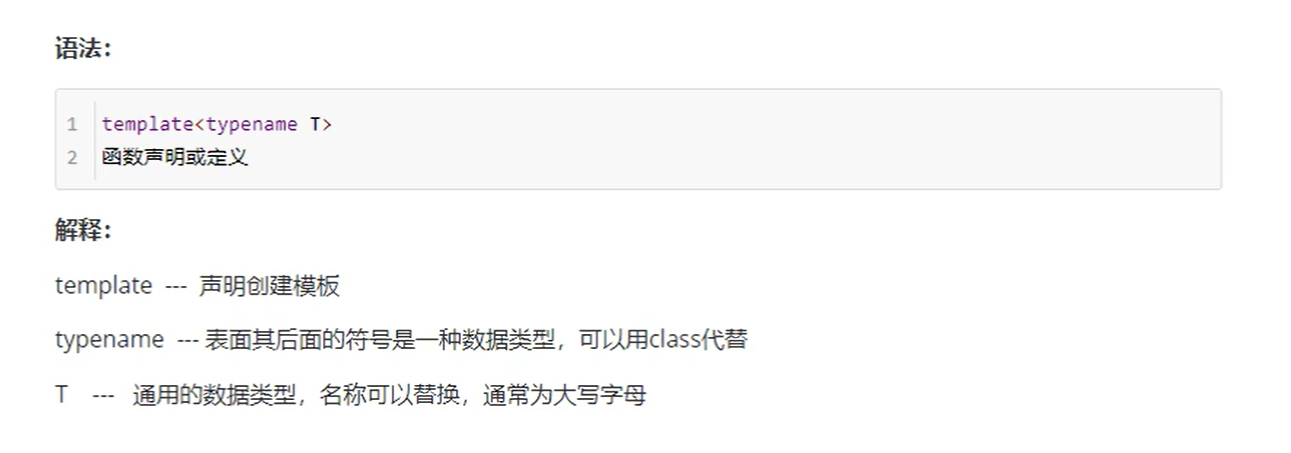 语法：
1 template<typename T>
2 函数声明或定义
解释：
template --- 声明创建模板
typename --- 表面其后面的符号是一种数据类型，可以用class代替
T --- 通用的数据类型，名称可以替换，通常为大写字母